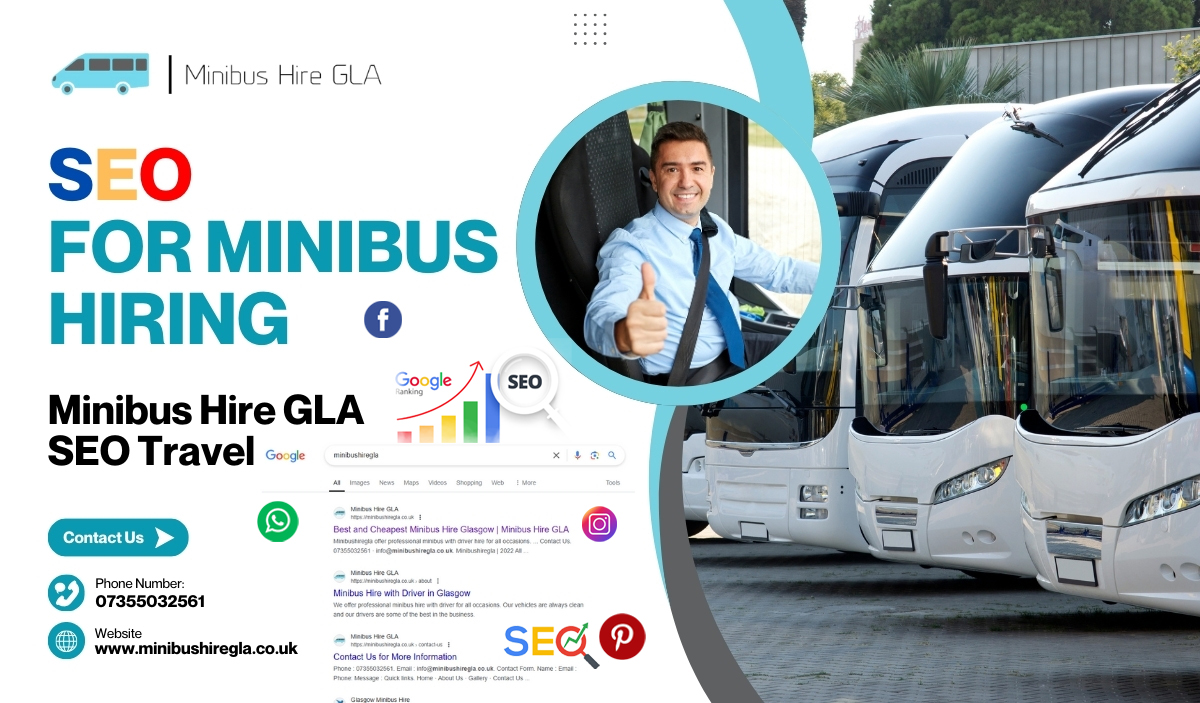 Minibus Hire GLA
SEO
FOR MINIBUS
HIRING
Google
Ranking
SEO
Minibus Hire GLA
SEO Travel
Google
minibushiregla
All Images News Maps Videos Shopping Web More Tools
Minibus Hire GLA
https://minibushiregla.co.uk
Best and Cheapest Minibus Hire Glasgow | Minibus Hire GLA
Minibushiregla offer professional minibus with driver hire for all occasions. ... Contact Us.
07355032561 · info@minibushiregla.co.uk. Minibushiregla | 2022 All ...
Minibus Hire GLA
https://minibushiregla.co.uk › about
Minibus Hire with Driver in Glasgow
We offer professional minibus hire with driver for all occasions. Our vehicles are always clean
and our drivers are some of the best in the business.
Minibus Hire GLA
https://minibushiregla.co.uk › contact-us
Contact Us for More Information
Phone : 07355032561. Email : info@minibushiregla.co.uk. Contact Form. Name : Email :
Phone: Message : Quick links. Home · About Us · Gallery · Contact Us ...
Glasgow Minibus Hire
SEO
Contact Us
Phone Number:
07355032561
Website
www.minibushiregla.co.uk